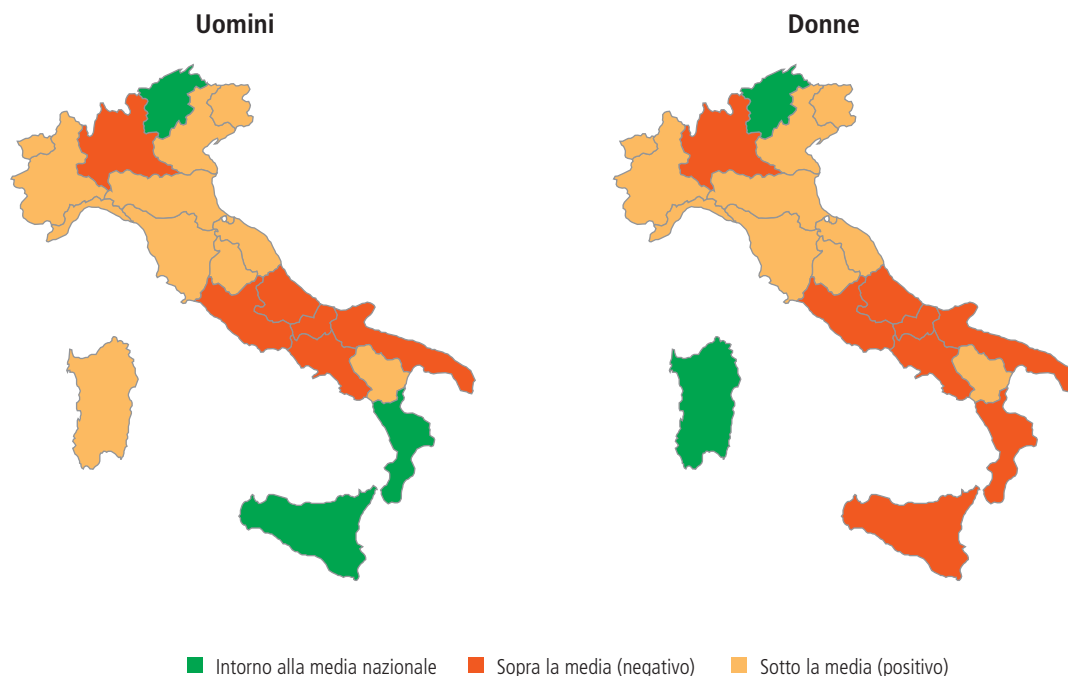 Uomini
Donne
Intorno alla media nazionale
Sopra la media (negativo)
Sotto la media (positivo)